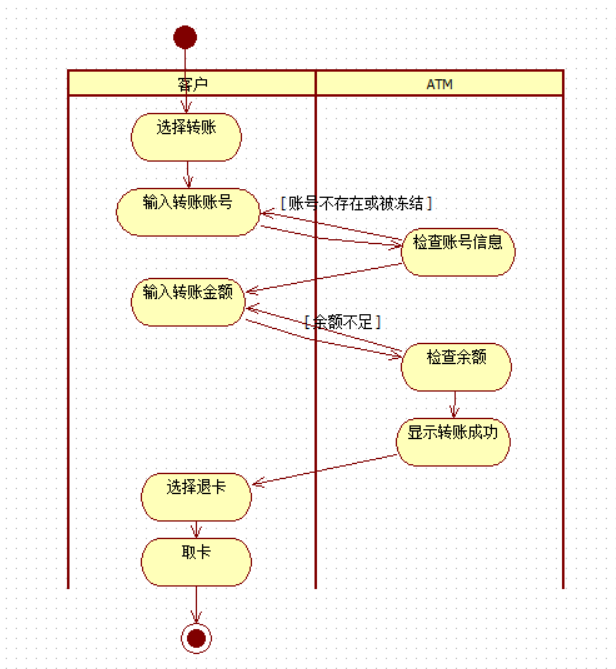 客户
ATM
选择转账
输入转账账号
[账号不存在或被冻结]
检查账号信息
输入转账金额
[余额不足]
检查余额
显示转账成功
选择退卡
取卡